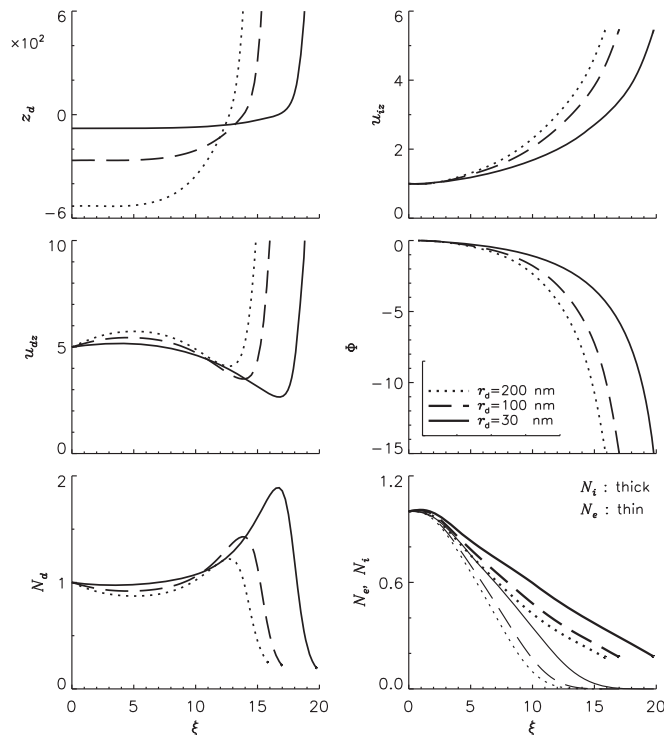 6
×10²
0
−6
z_d
6
4
2
0
u_iz
10
5
0
u_dz
0
−5
−10
−15
Φ
r_d=200 nm
r_d=100 nm
r_d=30 nm
2
1
0
N_d
0 5 10 15 20
ξ
1.2
0.6
0.0
N_e, N_i
N_i : thick
N_e : thin
0 5 10 15 20
ξ